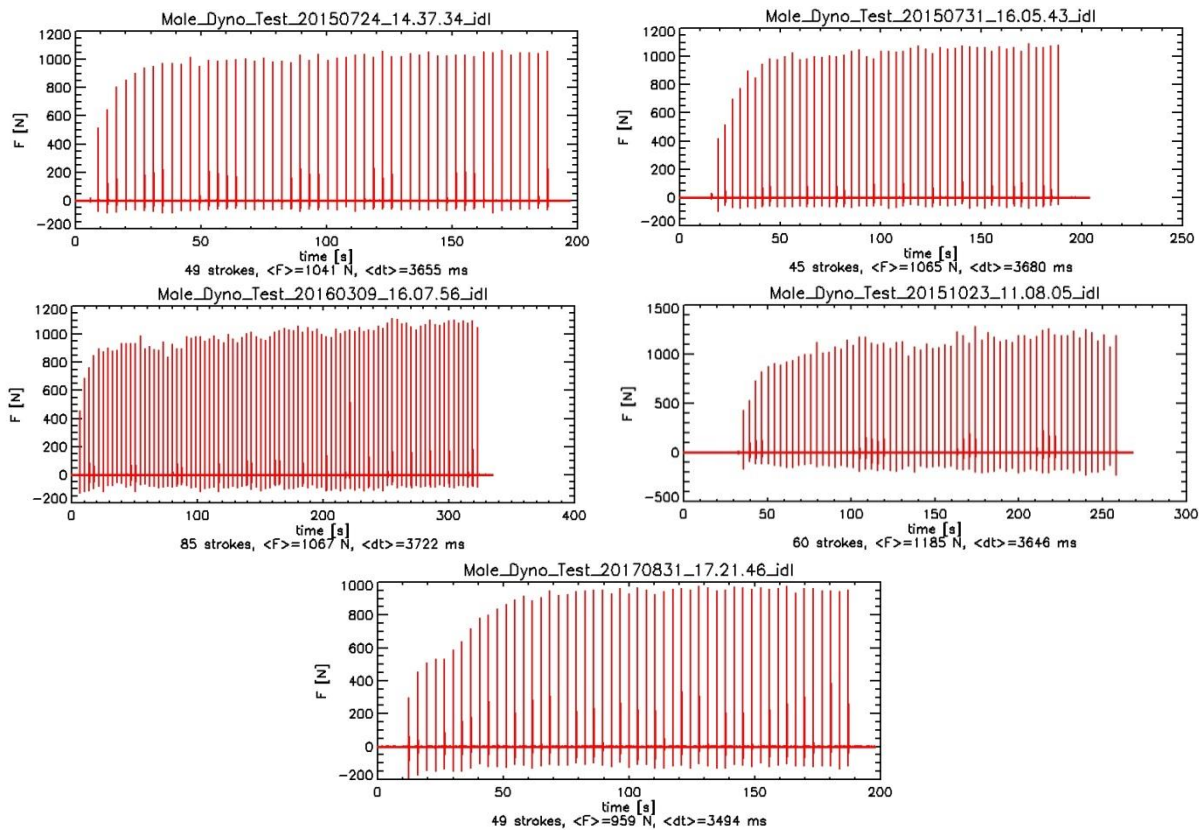 Mole_Dyno_Test_20150724_14.37.34_idl
1200
1000
800
600
400
200
0
−200
F [N]
0 50 100 150 200
time [s]
49 strokes, <F>=1041 N, <dt>=3655 ms
Mole_Dyno_Test_20150731_16.05.43_idl
1200
1000
800
600
400
200
0
−200
F [N]
0 50 100 150 200 250
time [s]
45 strokes, <F>=1065 N, <dt>=3680 ms
Mole_Dyno_Test_20160309_16.07.56_idl
1200
1000
800
600
400
200
0
−200
F [N]
0 100 200 300 400
time [s]
85 strokes, <F>=1067 N, <dt>=3722 ms
Mole_Dyno_Test_20151023_11.08.05_idl
1500
1000
500
0
−500
F [N]
0 50 100 150 200 250 300
time [s]
60 strokes, <F>=1185 N, <dt>=3646 ms
Mole_Dyno_Test_20170831_17.21.46_idl
1000
800
600
400
200
0
−200
F [N]
0 50 100 150 200
time [s]
49 strokes, <F>=959 N, <dt>=3494 ms